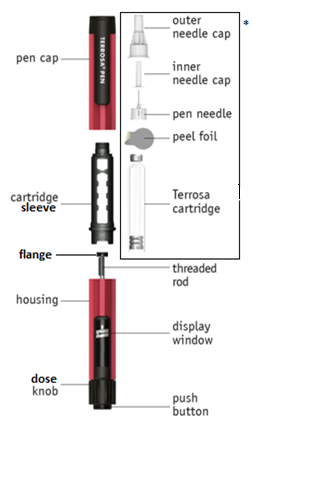 outer
needle cap
*
pen cap
TERROSA® PEN
inner
needle cap
pen needle
peel foil
cartridge
sleeve
Terrosa
cartridge
flange
threaded
rod
housing
display
window
dose
knob
push
button